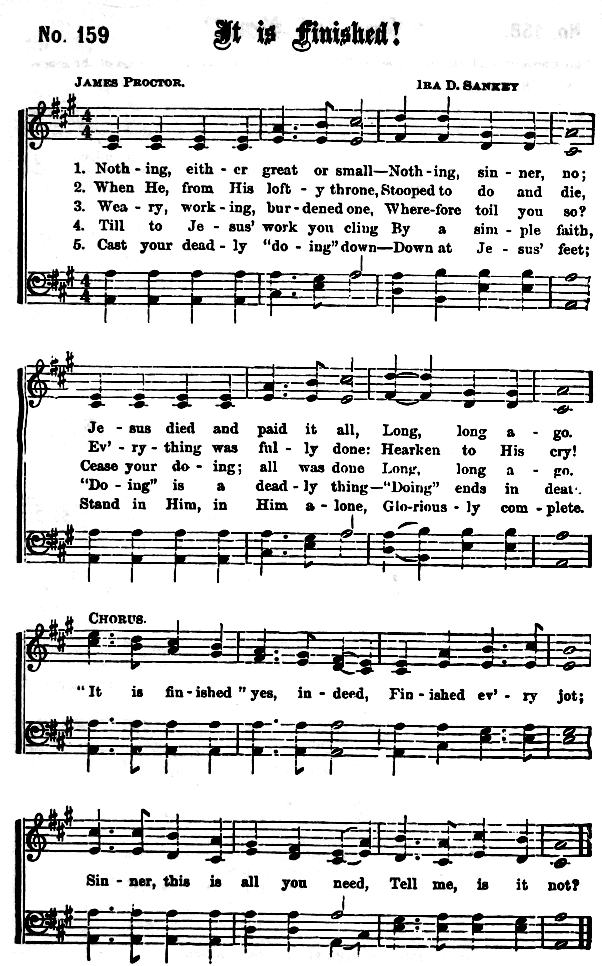 No. 159 It is Finished!
JAMES PROCTOR. IRA D. SANKEY
1. Noth - ing, eith - er great or small—Noth - ing, sin - ner, no;
2. When He, from His loft - y throne, Stooped to do and die,
3. Wea - ry, work - ing, bur - dened one, Where - fore toil you so?
4. Till to Je - sus' work you cling By a sim - ple faith,
5. Cast your dead - ly "do - ing" down—Down at Je - sus' feet;
Je - sus died and paid it all, Long, long a - go.
Ev' - ry - thing was ful - ly done: Hearken to His cry!
Cease your do - ing; all was done Long, long a - go.
"Do - ing" is a dead - ly thing—"Doing" ends in
Stand in Him, in Him a - lone, Glo - rious - ly com - plete.
CHORUS.
"It is fin - ished" yes, in - deed, Fin - ished ev' - ry jot;
Sin - ner, this is all you need, Tell me, is it not?